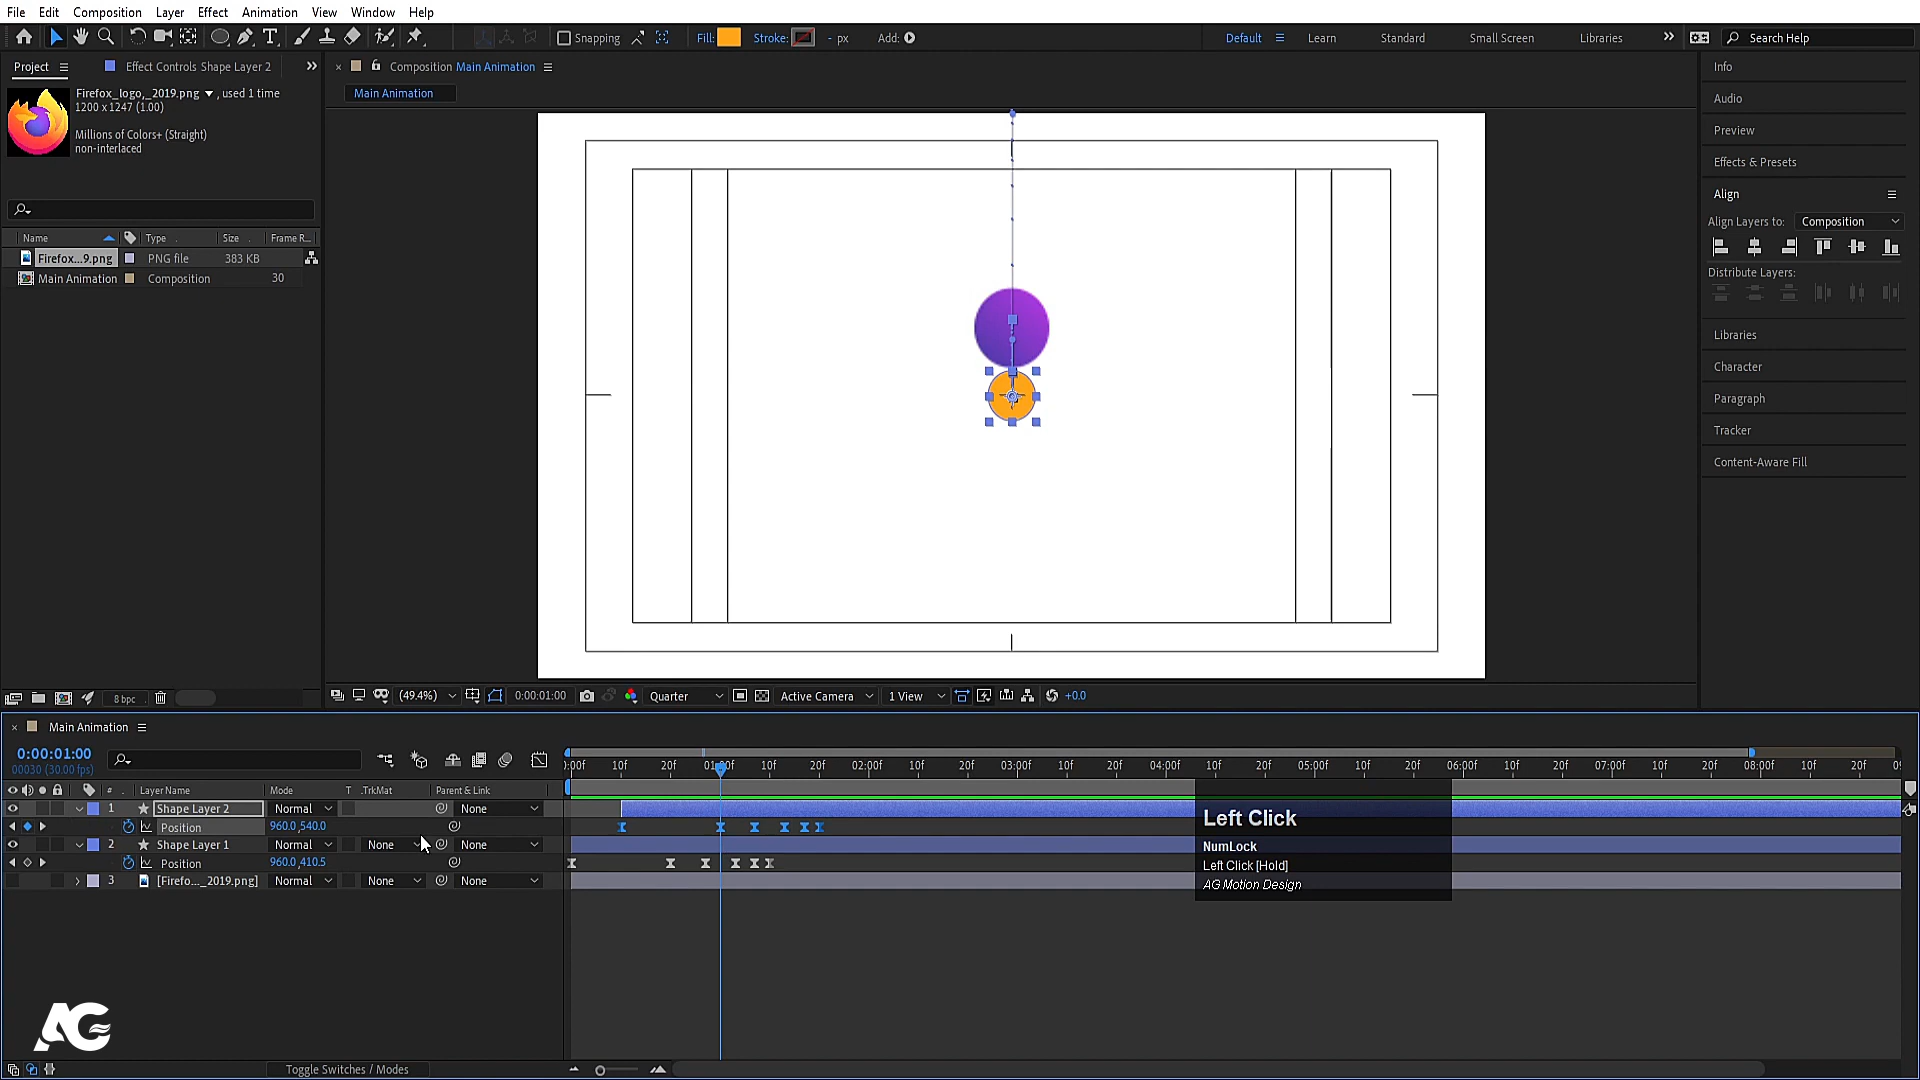 File Edit Composition Layer Effect Animation View Window Help
Snapping Fill: Stroke: - px Add: Default Learn Standard Small Screen Libraries Search Help
Project Effect Controls Shape Layer 2
Firefox_logo,_2019.png , used 1 time
1200 x 1247 (1.00)
Millions of Colors+ (Straight)
non-interlaced
Name Type Size Frame R...
Firefox...9.png PNG file 383 KB
Main Animation Composition 30
8 bpc
Composition Main Animation
Main Animation
(49.4%) 0:00:01:00 Quarter Active Camera 1 View +0.0
Info
Audio
Preview
Effects & Presets
Align
Align Layers to: Composition
Distribute Layers:
Libraries
Character
Paragraph
Tracker
Content-Aware Fill
Main Animation
0:00:01:00
00030 (30.00 fps)
):00f 10f 20f 01:00f 10f 20f 02:00f 10f 20f 03:00f 10f 20f 04:00f 10f 20f 05:00f 10f 20f 06:00f 10f 20f 07:00f 10f 20f 08:00f 10f 20f 09
# Layer Name Mode T .TrkMat Parent & Link
1 Shape Layer 2 Normal None
Position 960.0,540.0
2 Shape Layer 1 Normal None None
Position 960.0,410.5
3 [Firefo..._2019.png] Normal None None
Left Click
NumLock
Left Click [Hold]
AG Motion Design
AG
Toggle Switches / Modes